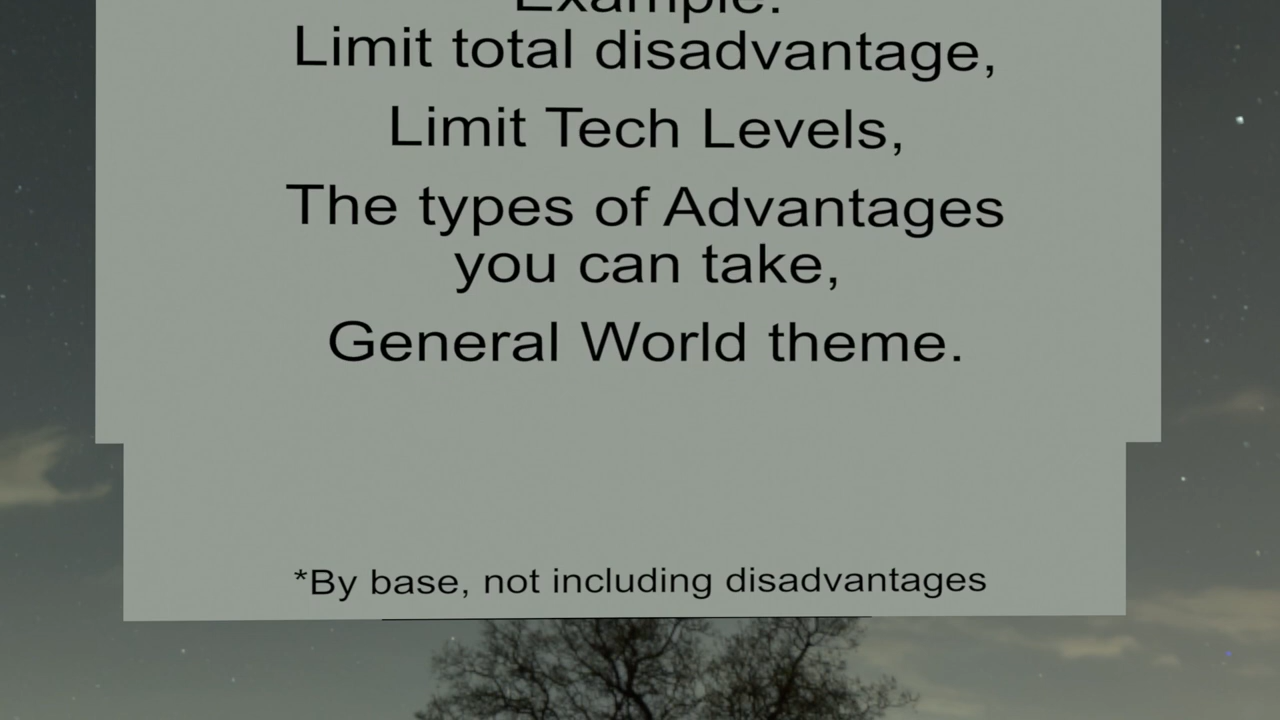 Example:
Limit total disadvantage,
Limit Tech Levels,
The types of Advantages
you can take,
General World theme.
*By base, not including disadvantages